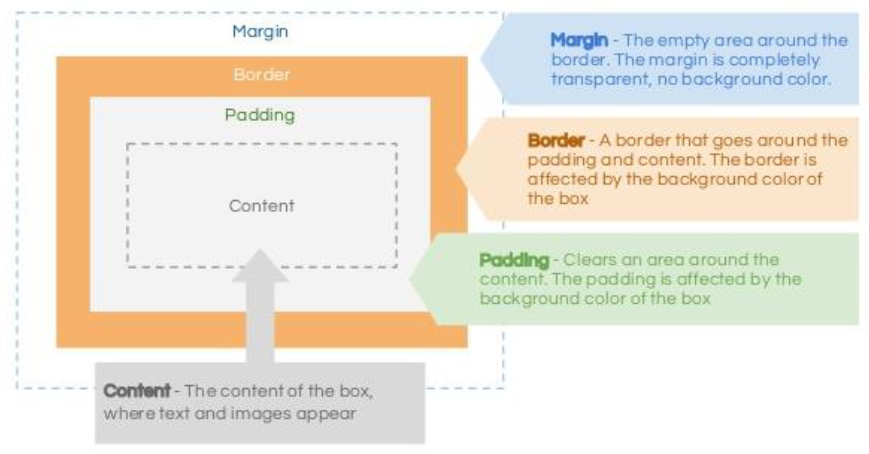 Margin
Border
Padding
Content
Margin - The empty area around the
border. The margin is completely
transparent, no background color.
Border - A border that goes around the
padding and content. The border is
affected by the background color of
the box
Padding - Clears an area around the
content. The padding is affected by the
background color of the box
Content - The content of the box,
where text and images appear